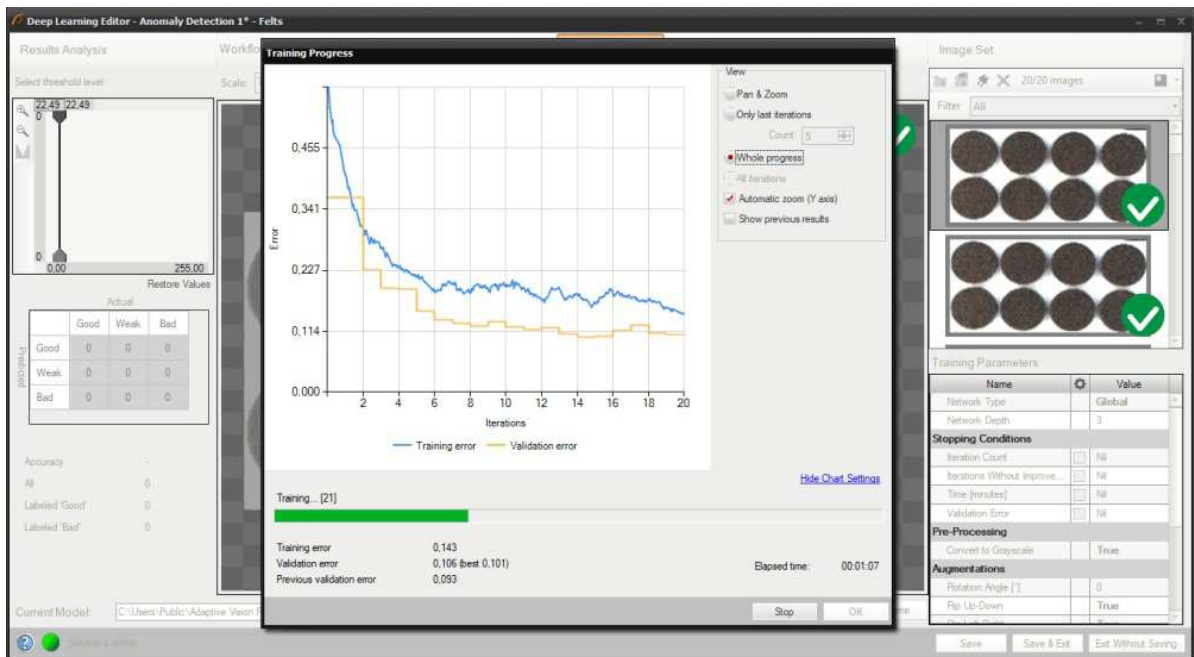 Deep Learning Editor - Anomaly Detection 1* - Felts
Results Analysis
Select threshold level:
22,49 22,49
0
0
0.00 255.00
Restore Values
Actual
Good Weak Bad
Predicted
Good 0 0 0
Weak 0 0 0
Bad 0 0 0
Accuracy -
All 0
Labeled 'Good' 0
Labeled 'Bad' 0
Current Model: C:\Users\Public\Adaptive Vision
Workflo
Scale:
Training Progress
0,455
0,341
0,227
0,114
0.000
Error
2 4 6 8 10 12 14 16 18 20
Iterations
Training error Validation error
View
Pan & Zoom
Only last iterations
Count: 5
Whole progress
All iterations
Automatic zoom (Y axis)
Show previous results
Hide Chart Settings
Training... [21]
Training error 0,143
Validation error 0,106 (best 0,101)
Previous validation error 0,093
Elapsed time: 00:01:07
Stop OK
Image Set
20/20 images
Filter: All
Training Parameters
Name Value
Network Type Global
Network Depth 3
Stopping Conditions
Iteration Count Nil
Iterations Without Improve... Nil
Time [minutes] Nil
Validation Error Nil
Pre-Processing
Convert to Grayscale True
Augmentations
Rotation Angle [°] 0
Flip Up-Down True
Flip Left-Right True
Save Save & Exit Exit Without Saving